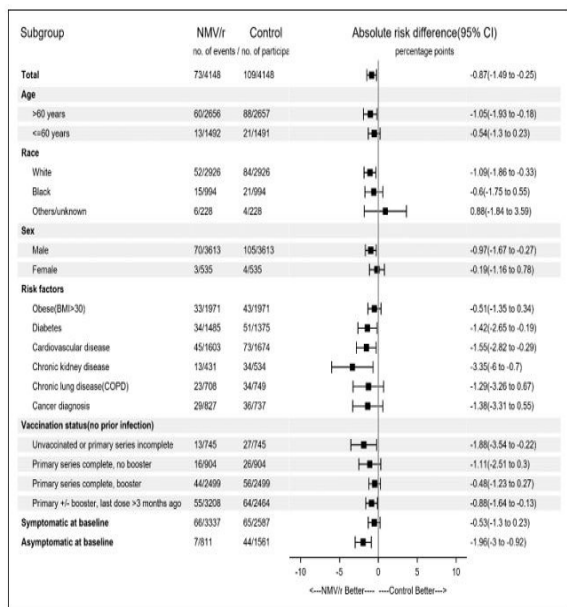 Subgroup NMV/r Control Absolute risk difference(95% CI)
no. of events / no. of participa percentage points
Total 73/4148 109/4148 -0.87(-1.49 to -0.25)
Age
>60 years 60/2656 88/2657 -1.05(-1.93 to -0.18)
<=60 years 13/1492 21/1491 -0.54(-1.3 to 0.23)
Race
White 52/2926 84/2926 -1.09(-1.86 to -0.33)
Black 15/994 21/994 -0.6(-1.75 to 0.55)
Others/unknown 6/228 4/228 0.88(-1.84 to 3.59)
Sex
Male 70/3613 105/3613 -0.97(-1.67 to -0.27)
Female 3/535 4/535 -0.19(-1.16 to 0.78)
Risk factors
Obese(BMI>30) 33/1971 43/1971 -0.51(-1.35 to 0.34)
Diabetes 34/1485 51/1375 -1.42(-2.65 to -0.19)
Cardiovascular disease 45/1603 73/1674 -1.55(-2.82 to -0.29)
Chronic kidney disease 13/431 34/534 -3.35(-6 to -0.7)
Chronic lung disease(COPD) 23/708 34/749 -1.29(-3.26 to 0.67)
Cancer diagnosis 29/827 36/737 -1.38(-3.31 to 0.55)
Vaccination status(no prior infection)
Unvaccinated or primary series incomplete 13/745 27/745 -1.88(-3.54 to -0.22)
Primary series complete, no booster 16/904 26/904 -1.11(-2.51 to 0.3)
Primary series complete, booster 44/2499 56/2499 -0.48(-1.23 to 0.27)
Primary +/- booster, last dose >3 months ago 55/3208 64/2464 -0.88(-1.64 to -0.13)
Symptomatic at baseline 66/3337 65/2587 -0.53(-1.3 to 0.23)
Asymptomatic at baseline 7/811 44/1561 -1.96(-3 to -0.92)
-10 -5 0 5 10
<---NMV/r Better---- ----Control Better--->